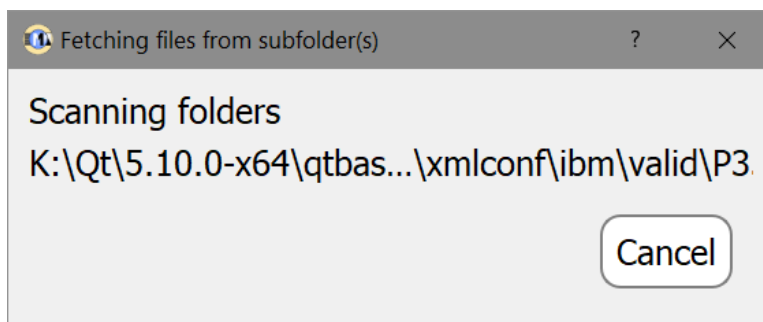 Fetching files from subfolder(s)
Scanning folders
K:\Qt\5.10.0-x64\qtbas...\xmlconf\ibm\valid\P3.
Cancel